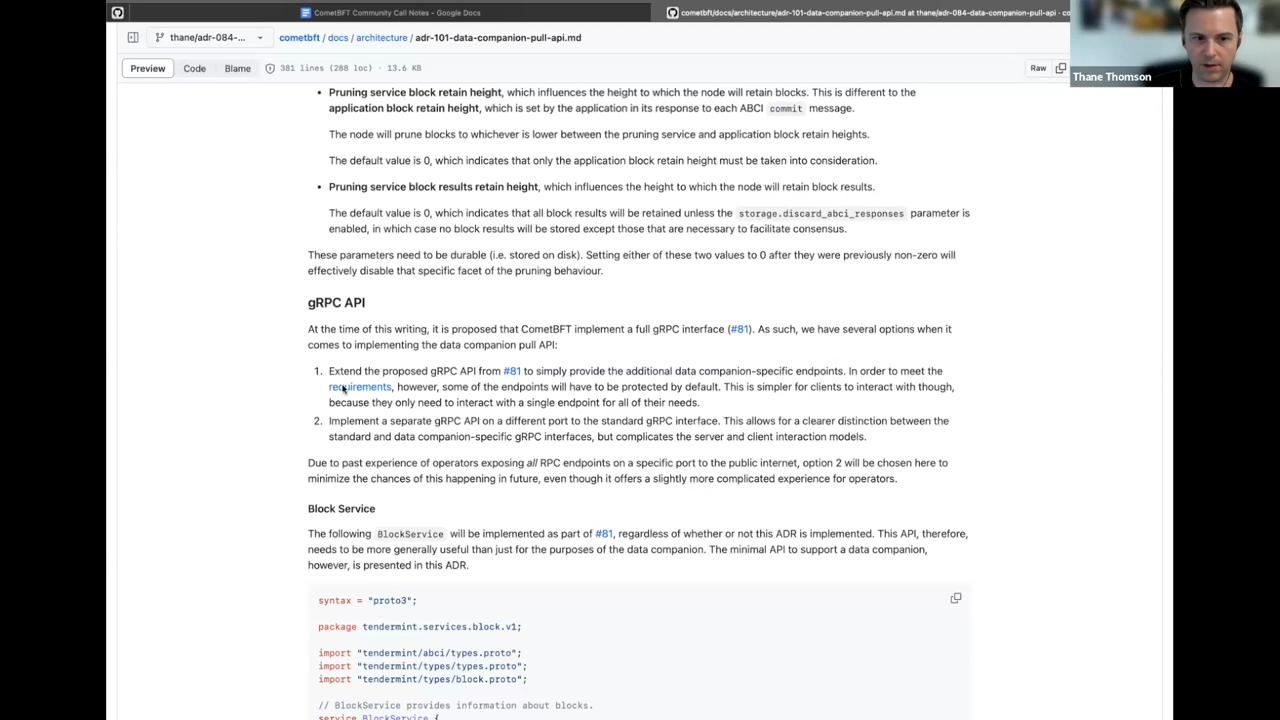 CometBFT Community Call Notes - Google Docs
cometbft/docs/architecture/adr-101-data-companion-pull-api.md at thane/adr-084-data-companion-pull-api · co
thane/adr-084-...
cometbft / docs / architecture / adr-101-data-companion-pull-api.md
Preview
Code
Blame
381 lines (288 loc) · 13.6 KB
Raw
Thane Thomson
• Pruning service block retain height, which influences the height to which the node will retain blocks. This is different to the
application block retain height, which is set by the application in its response to each ABCI commit message.
The node will prune blocks to whichever is lower between the pruning service and application block retain heights.
The default value is 0, which indicates that only the application block retain height must be taken into consideration.
• Pruning service block results retain height, which influences the height to which the node will retain block results.
The default value is 0, which indicates that all block results will be retained unless the storage.discard_abci_responses parameter is
enabled, in which case no block results will be stored except those that are necessary to facilitate consensus.
These parameters need to be durable (i.e. stored on disk). Setting either of these two values to 0 after they were previously non-zero will
effectively disable that specific facet of the pruning behaviour.
gRPC API
At the time of this writing, it is proposed that CometBFT implement a full gRPC interface (#81). As such, we have several options when it
comes to implementing the data companion pull API:
1. Extend the proposed gRPC API from #81 to simply provide the additional data companion-specific endpoints. In order to meet the
requirements, however, some of the endpoints will have to be protected by default. This is simpler for clients to interact with though,
because they only need to interact with a single endpoint for all of their needs.
2. Implement a separate gRPC API on a different port to the standard gRPC interface. This allows for a clearer distinction between the
standard and data companion-specific gRPC interfaces, but complicates the server and client interaction models.
Due to past experience of operators exposing all RPC endpoints on a specific port to the public internet, option 2 will be chosen here to
minimize the chances of this happening in future, even though it offers a slightly more complicated experience for operators.
Block Service
The following BlockService will be implemented as part of #81, regardless of whether or not this ADR is implemented. This API, therefore,
needs to be more generally useful than just for the purposes of the data companion. The minimal API to support a data companion,
however, is presented in this ADR.
syntax = "proto3";
package tendermint.services.block.v1;
import "tendermint/abci/types.proto";
import "tendermint/types/types.proto";
import "tendermint/types/block.proto";
// BlockService provides information about blocks.
service BlockService {